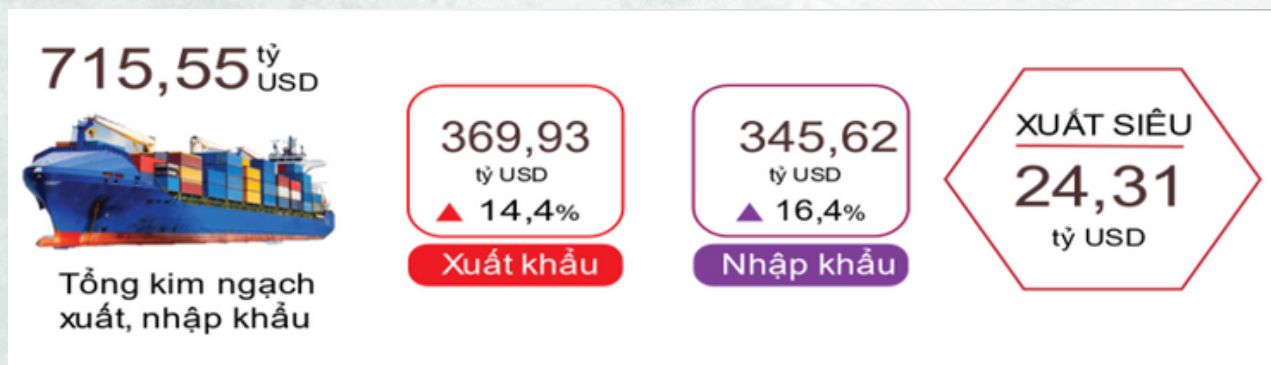 715,55 tỷ USD
Tổng kim ngạch
xuất, nhập khẩu
369,93
tỷ USD
▲ 14,4%
Xuất khẩu
345,62
tỷ USD
▲ 16,4%
Nhập khẩu
XUẤT SIÊU
24,31
tỷ USD